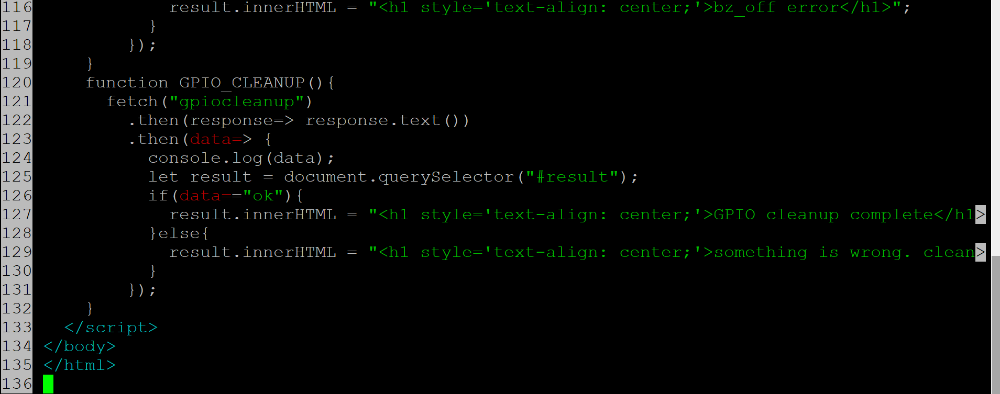 116             result.innerHTML = "<h1 style='text-align: center;'>bz_off error</h1>";
117           }
118         });
119     }
120     function GPIO_CLEANUP(){
121       fetch("gpiocleanup")
122         .then(response=> response.text())
123         .then(data=> {
124           console.log(data);
125           let result = document.querySelector("#result");
126           if(data=="ok"){
127             result.innerHTML = "<h1 style='text-align: center;'>GPIO cleanup complete</h1>
128           }else{
129             result.innerHTML = "<h1 style='text-align: center;'>something is wrong. clean>
130           }
131         });
132     }
133   </script>
134 </body>
135 </html>
136